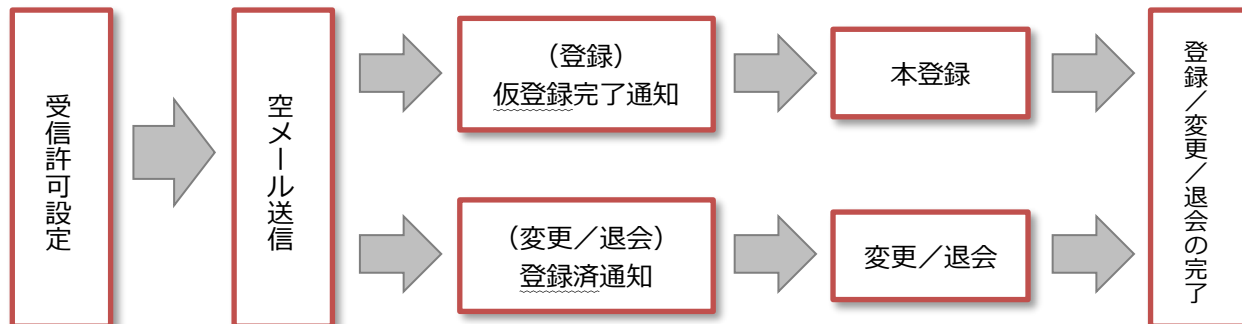 受信許可設定
空メール送信
（登録）
仮登録完了通知
本登録
（変更／退会）
登録済通知
変更／退会
登録／変更／退会の完了